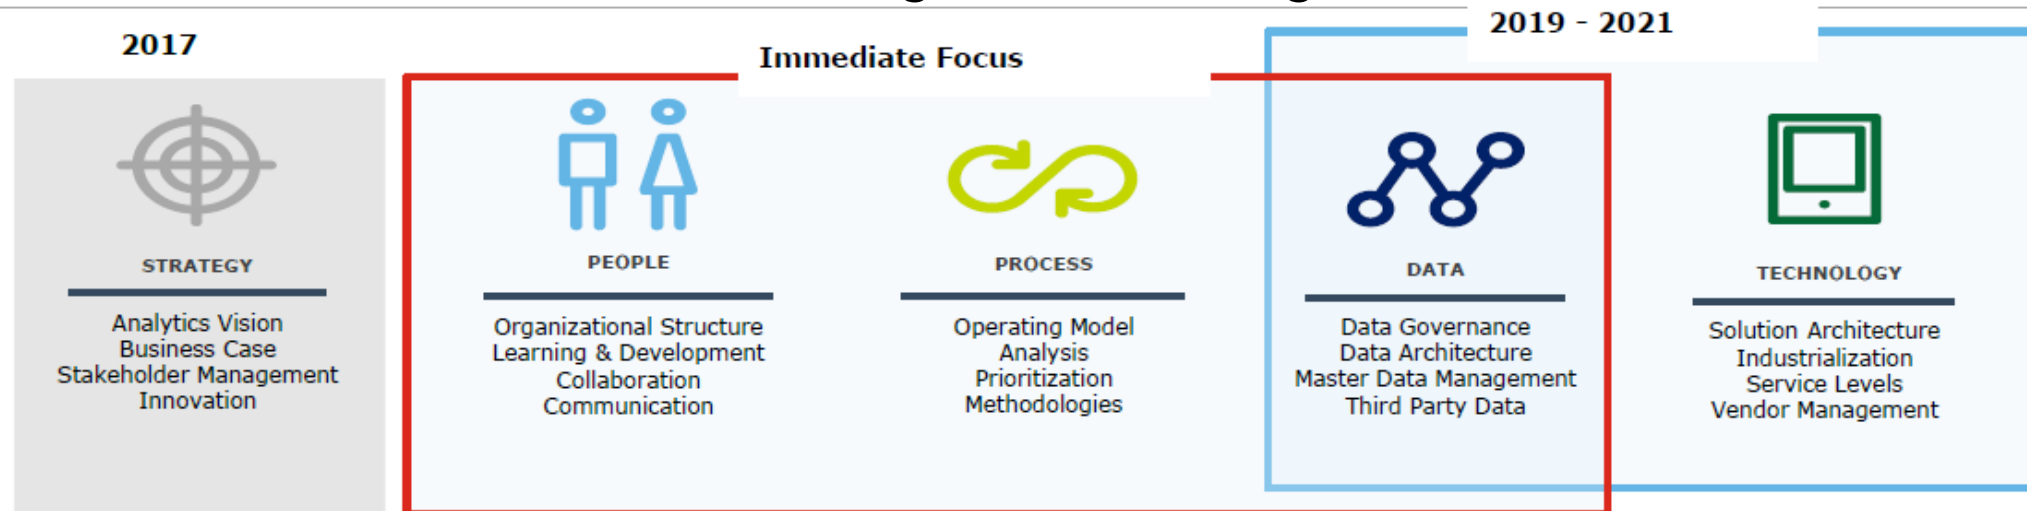 2017
Immediate Focus
2019 - 2021
STRATEGY
Analytics Vision
Business Case
Stakeholder Management
Innovation
PEOPLE
Organizational Structure
Learning & Development
Collaboration
Communication
PROCESS
Operating Model
Analysis
Prioritization
Methodologies
DATA
Data Governance
Data Architecture
Master Data Management
Third Party Data
TECHNOLOGY
Solution Architecture
Industrialization
Service Levels
Vendor Management